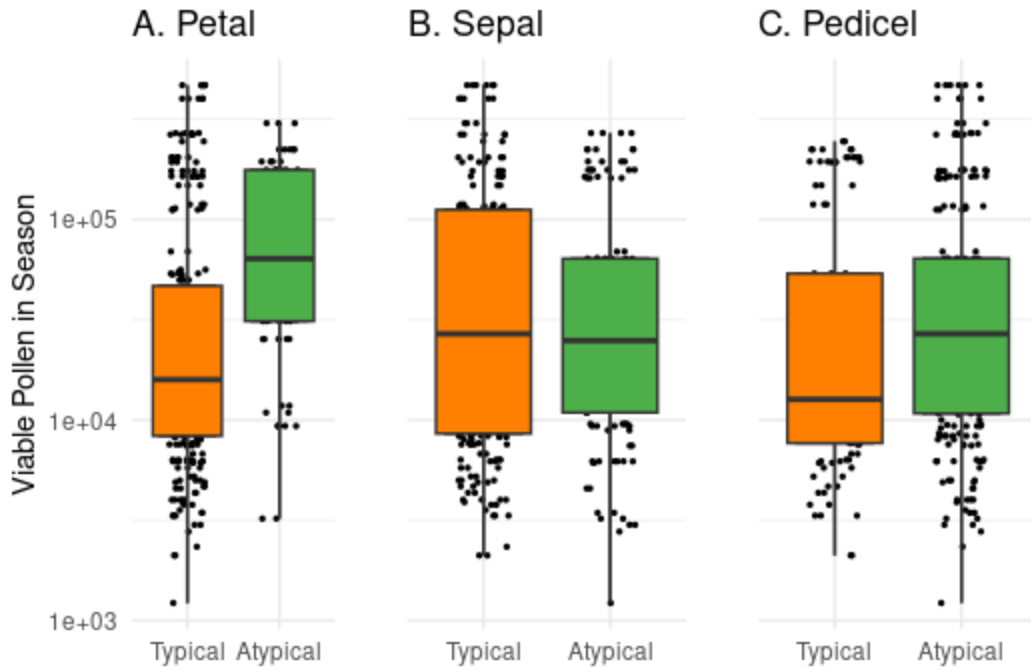 A. Petal
B. Sepal
C. Pedicel
Viable Pollen in Season
1e+05
1e+04
1e+03
Typical Atypical
Typical Atypical
Typical Atypical